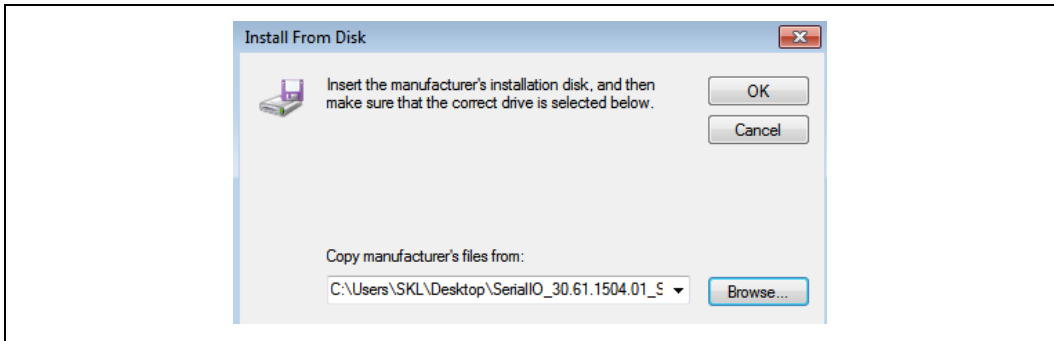 Install From Disk
Insert the manufacturer's installation disk, and then
make sure that the correct drive is selected below.
OK
Cancel
Copy manufacturer's files from:
C:\Users\SKL\Desktop\SerialIO_30.61.1504.01_S
Browse...